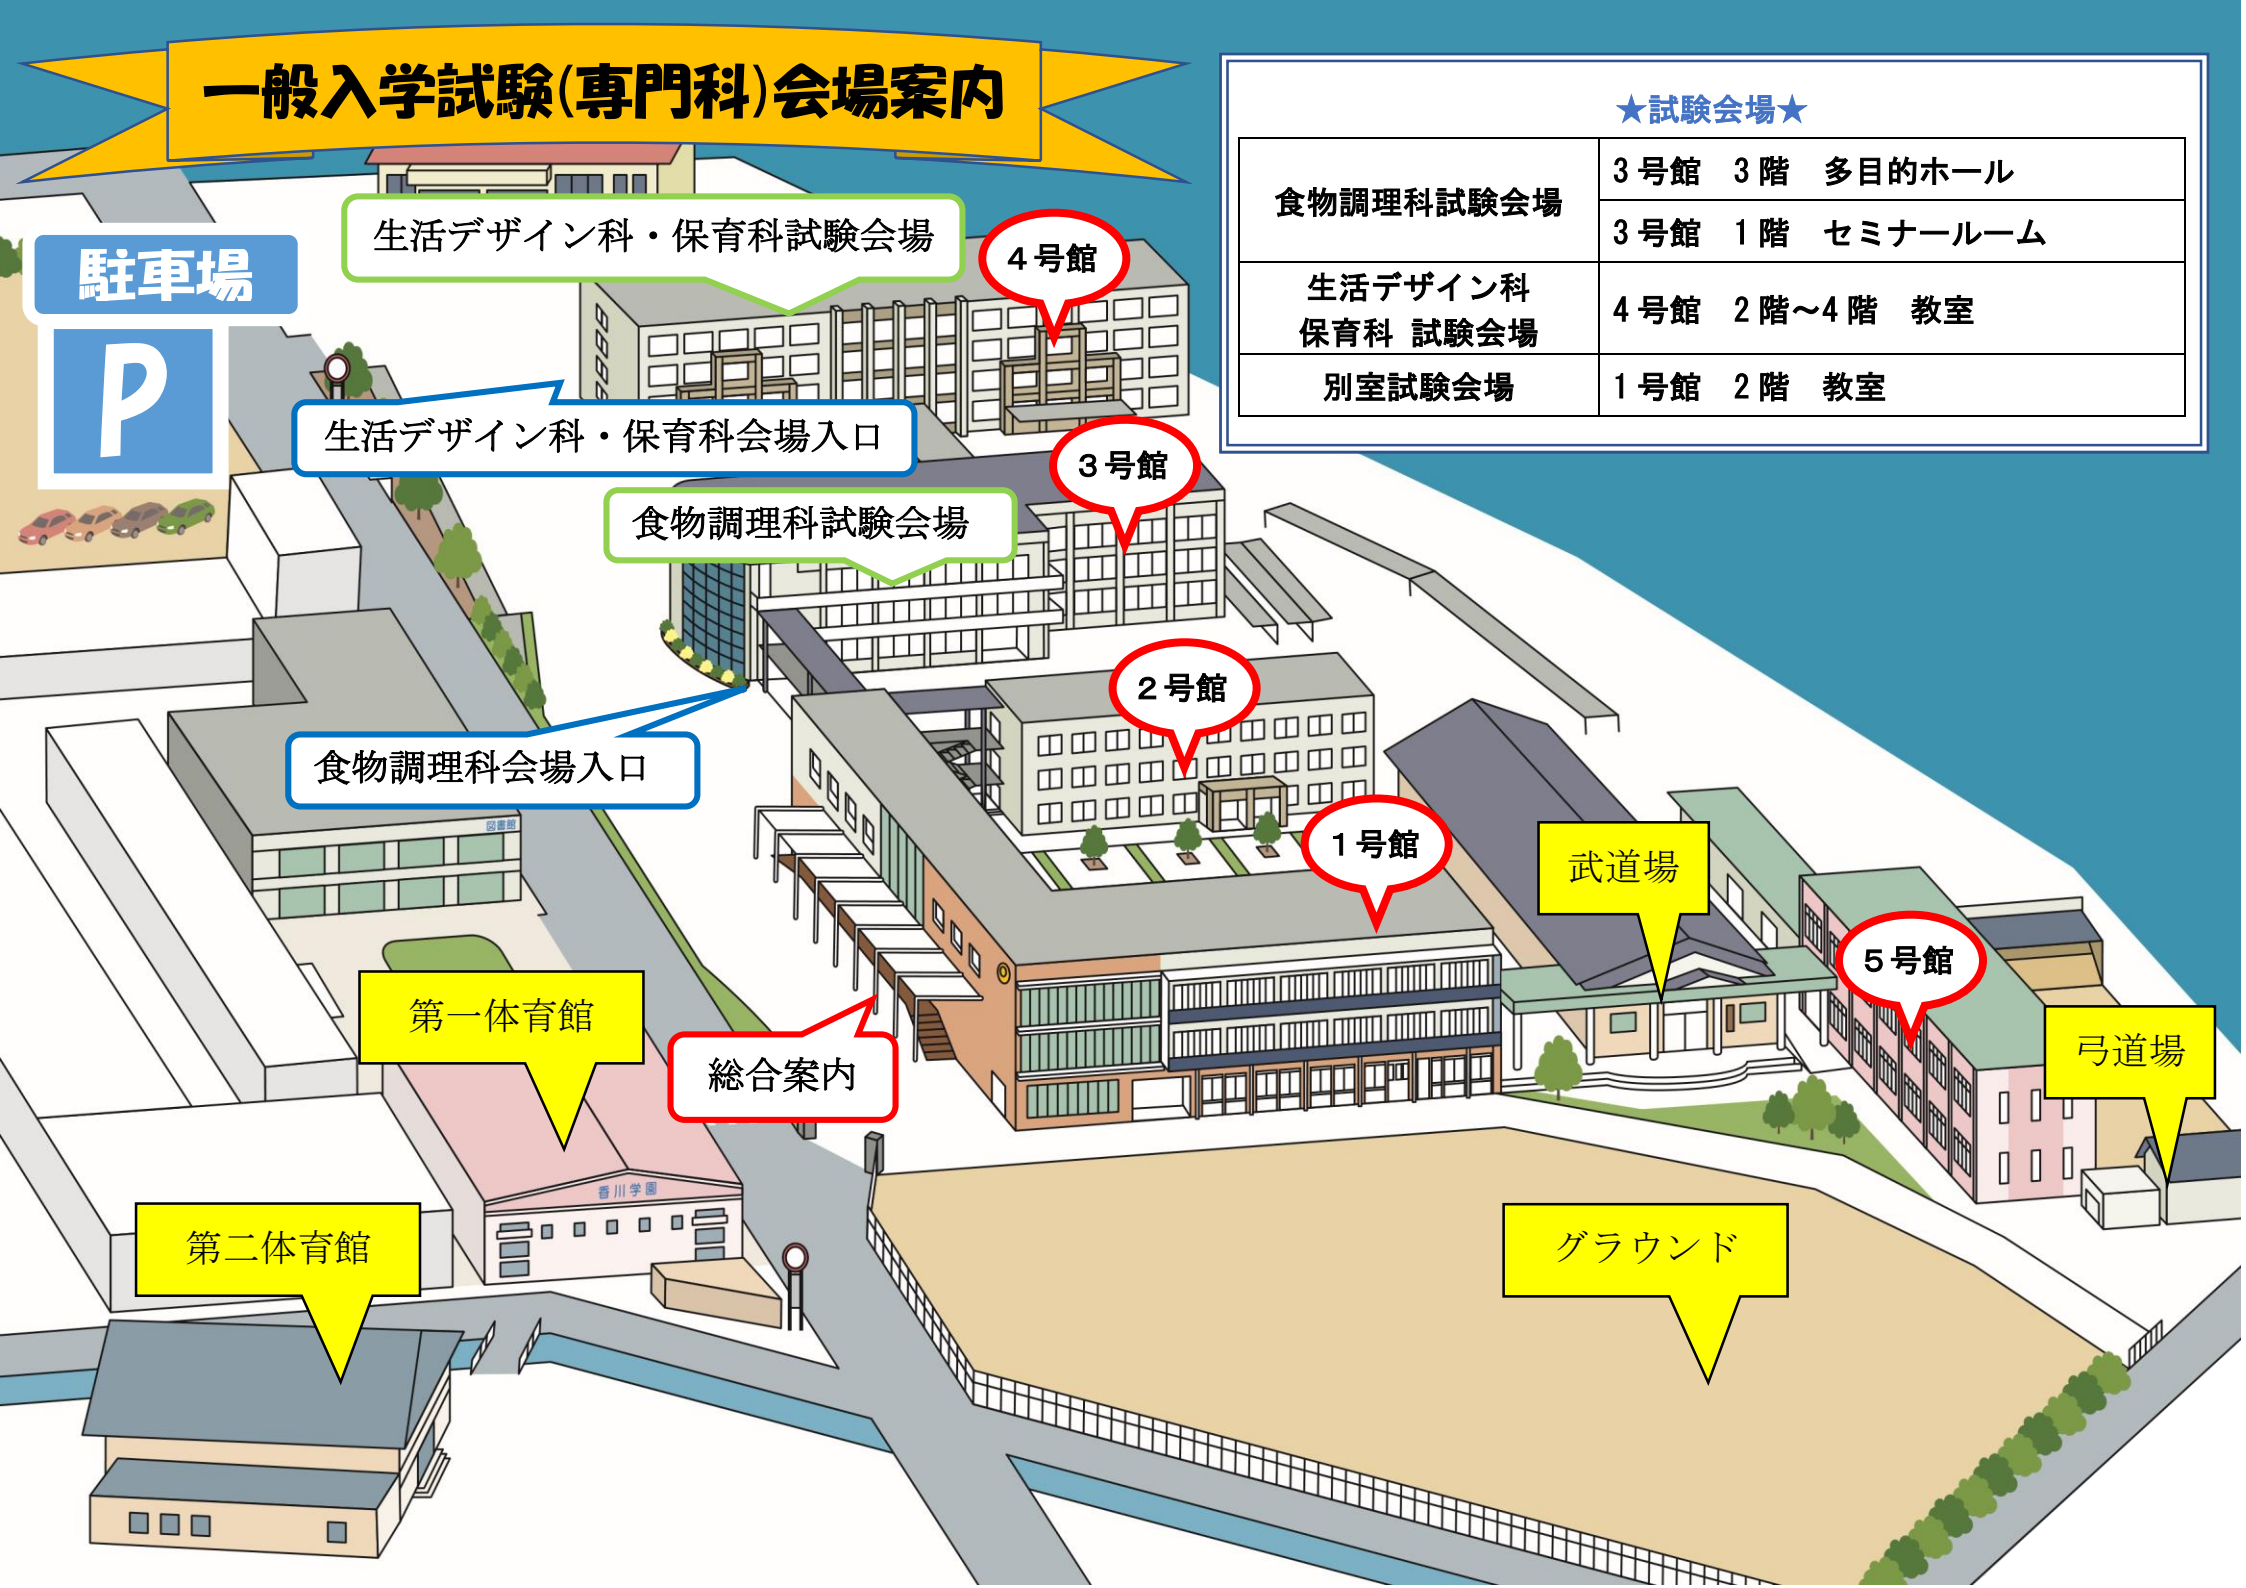 一般入学試験(専門科)会場案内
★試験会場★
食物調理科試験会場
3号館 3階 多目的ホール
3号館 1階 セミナールーム
生活デザイン科
保育科 試験会場
4号館 2階～4階 教室
別室試験会場
1号館 2階 教室
駐車場
P
生活デザイン科・保育科試験会場
4号館
生活デザイン科・保育科会場入口
3号館
食物調理科試験会場
2号館
食物調理科会場入口
図書館
1号館
武道場
5号館
第一体育館
総合案内
弓道場
香川学園
第二体育館
グラウンド